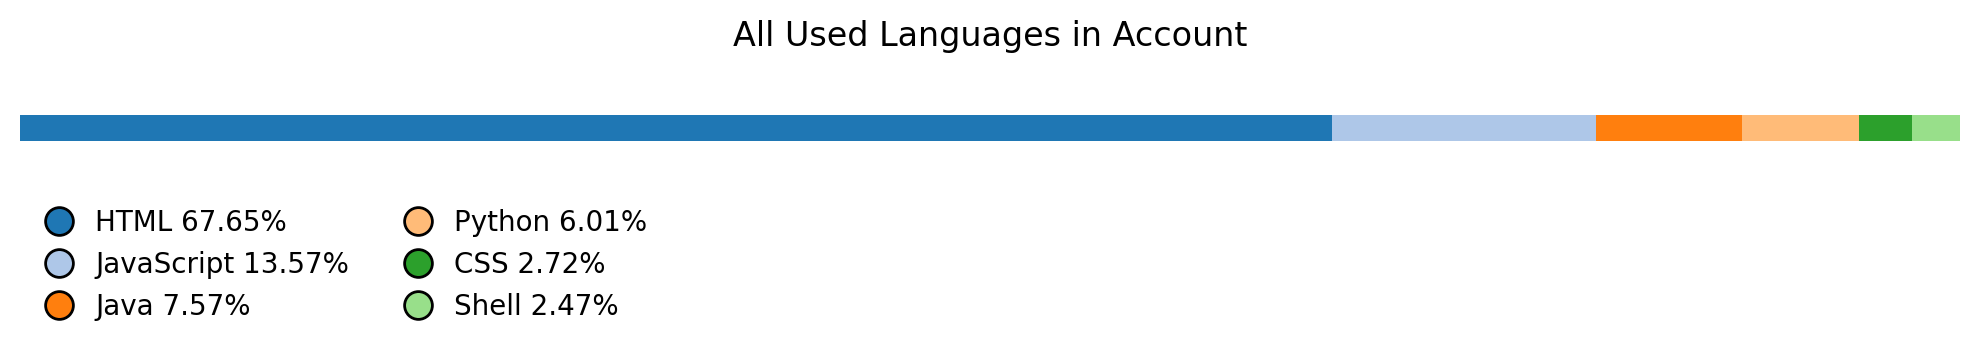 All Used Languages in Account
HTML 67.65%
JavaScript 13.57%
Java 7.57%
Python 6.01%
CSS 2.72%
Shell 2.47%